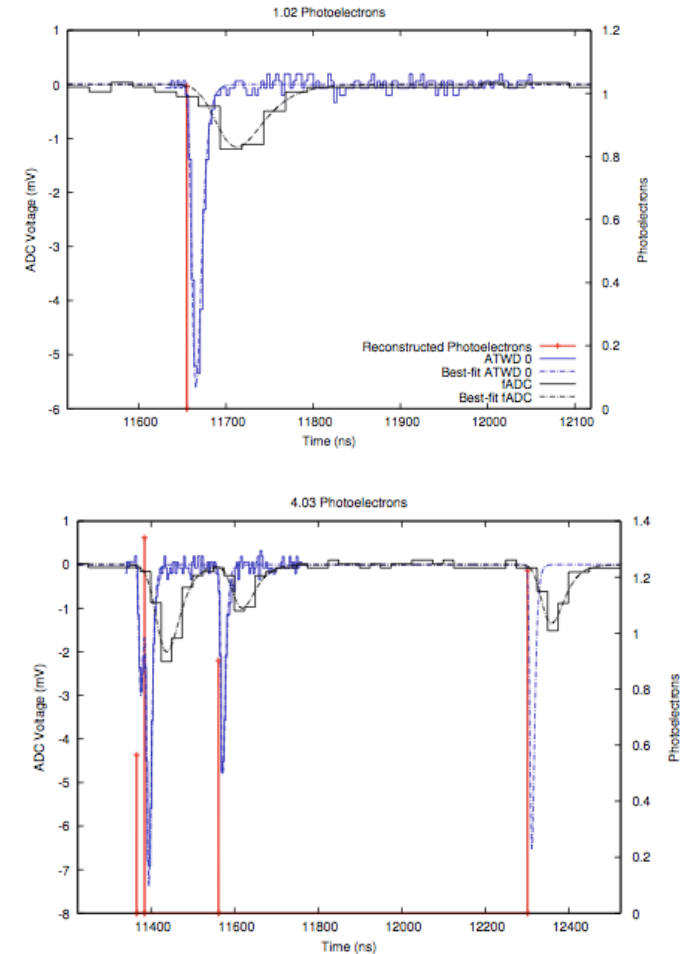 1.02 Photoelectrons
1
0
-1
-2
-3
-4
-5
-6
ADC Voltage (mV)
1.2
1
0.8
0.6
0.4
0.2
0
Photoelectrons
Reconstructed Photoelectrons
ATWD 0
Best-fit ATWD 0
fADC
Best-fit fADC
11600 11700 11800 11900 12000 12100
Time (ns)
4.03 Photoelectrons
1
0
-1
-2
-3
-4
-5
-6
-7
-8
ADC Voltage (mV)
1.4
1.2
1
0.8
0.6
0.4
0.2
0
Photoelectrons
11400 11600 11800 12000 12200 12400
Time (ns)